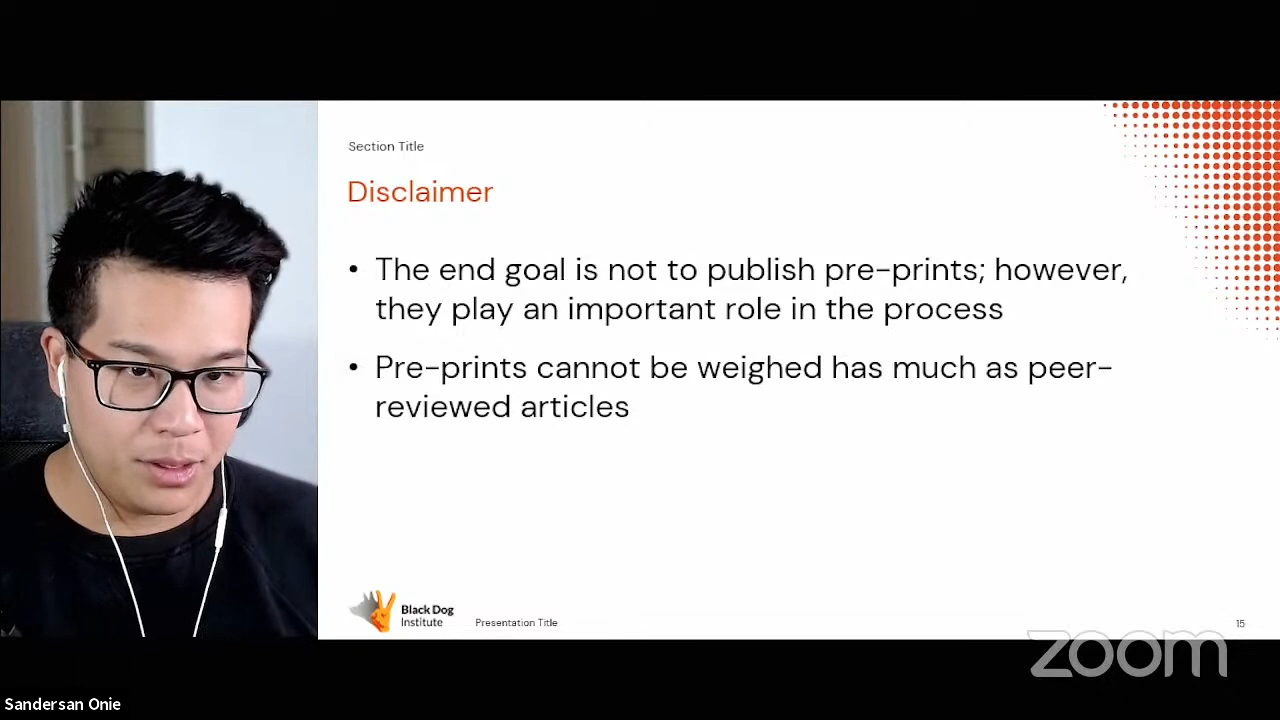 Section Title
Disclaimer
• The end goal is not to publish pre-prints; however,
they play an important role in the process
• Pre-prints cannot be weighed has much as peer-
reviewed articles
Black Dog
Institute
Presentation Title
15
zoom
Sandersan Onie